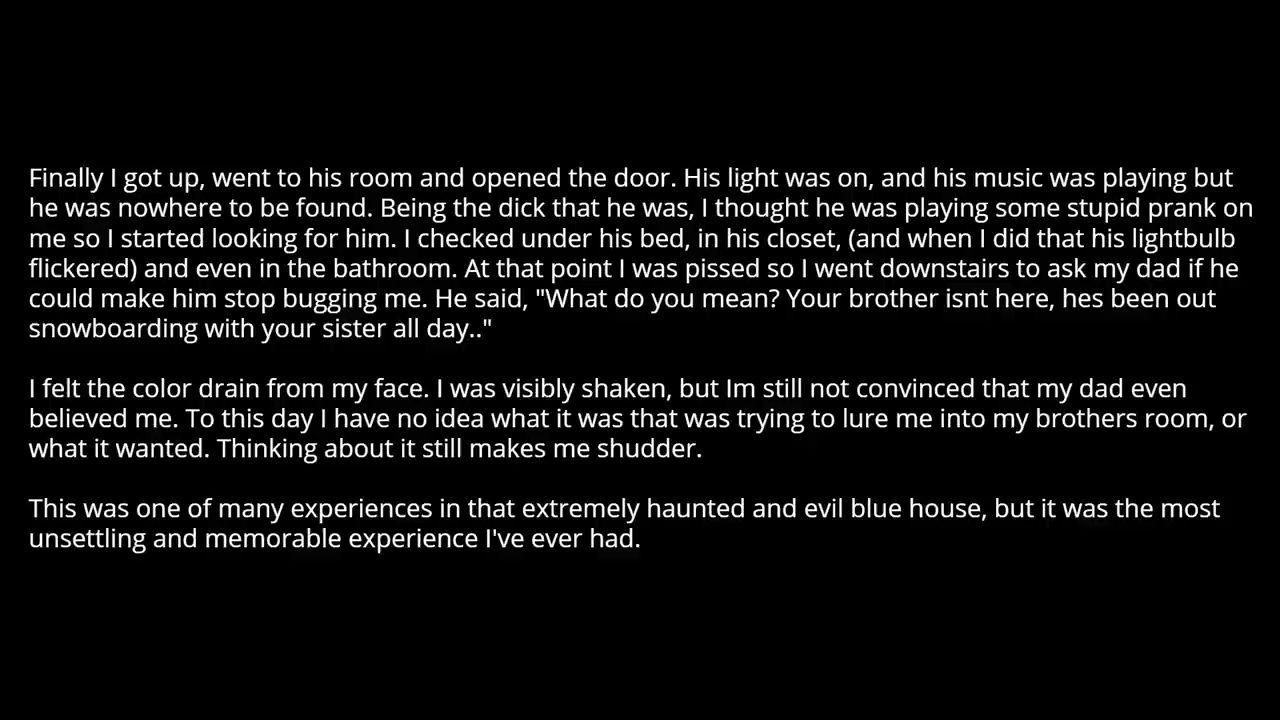 Finally I got up, went to his room and opened the door. His light was on, and his music was playing but
he was nowhere to be found. Being the dick that he was, I thought he was playing some stupid prank on
me so I started looking for him. I checked under his bed, in his closet, (and when I did that his lightbulb
flickered) and even in the bathroom. At that point I was pissed so I went downstairs to ask my dad if he
could make him stop bugging me. He said, "What do you mean? Your brother isnt here, hes been out
snowboarding with your sister all day.."
I felt the color drain from my face. I was visibly shaken, but Im still not convinced that my dad even
believed me. To this day I have no idea what it was that was trying to lure me into my brothers room, or
what it wanted. Thinking about it still makes me shudder.
This was one of many experiences in that extremely haunted and evil blue house, but it was the most
unsettling and memorable experience I've ever had.